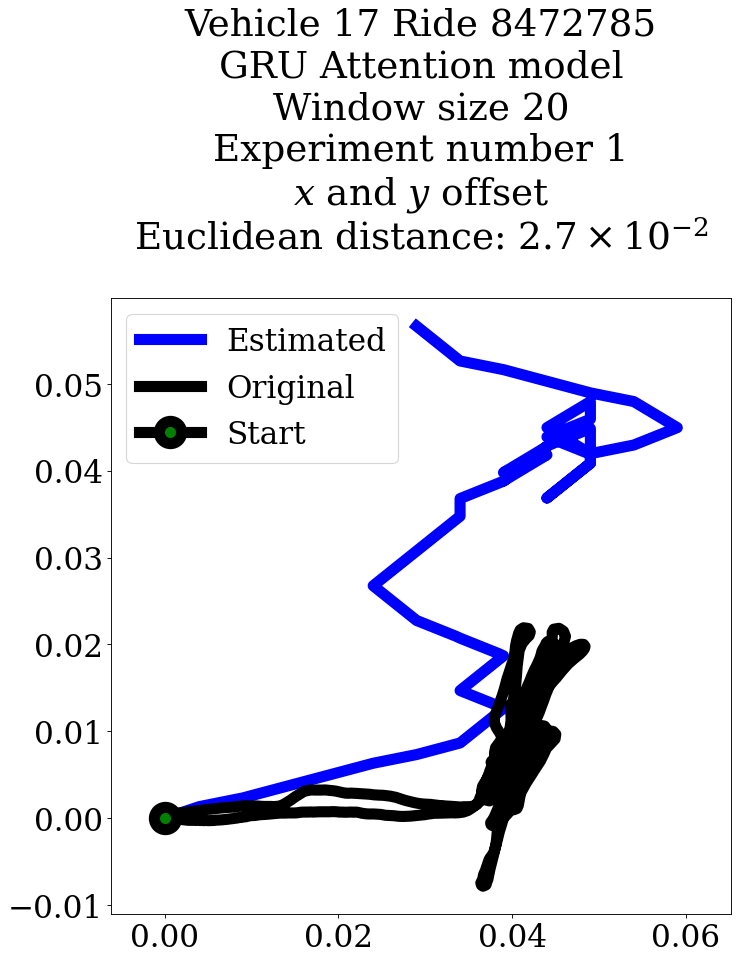 Vehicle 17 Ride 8472785
GRU Attention model
Window size 20
Experiment number 1
x and y offset
Euclidean distance: 2.7 × 10⁻²
Estimated
Original
Start
0.05
0.04
0.03
0.02
0.01
0.00
−0.01
0.00 0.02 0.04 0.06